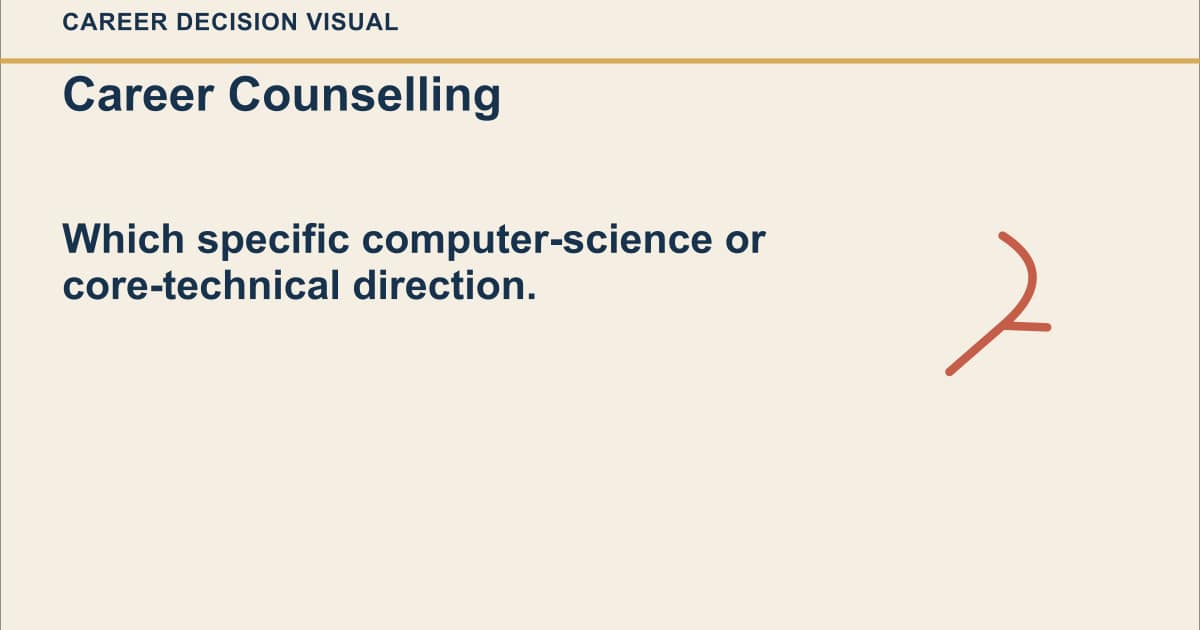 CAREER DECISION VISUAL
Career Counselling
Which specific computer-science or
core-technical direction.